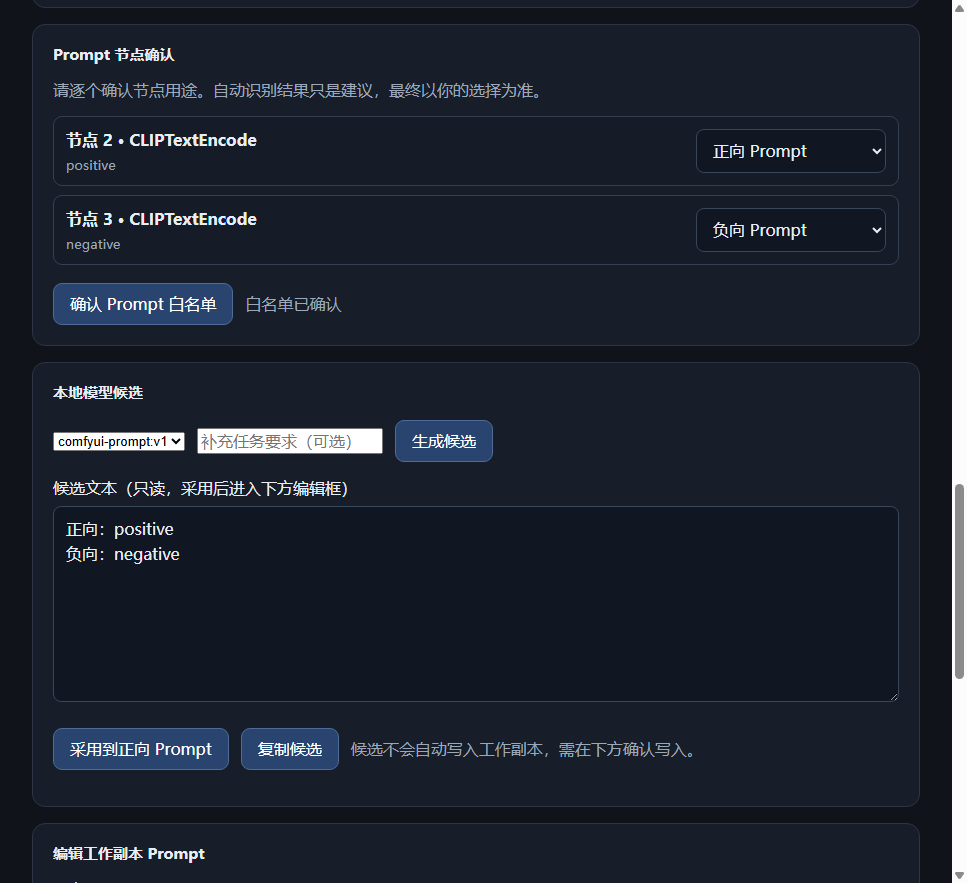 Prompt 节点确认
请逐个确认节点用途。自动识别结果只是建议，最终以你的选择为准。
节点 2 • CLIPTextEncode
positive
正向 Prompt
节点 3 • CLIPTextEncode
negative
负向 Prompt
确认 Prompt 白名单
白名单已确认
本地模型候选
comfyui-prompt:v1
补充任务要求（可选）
生成候选
候选文本（只读，采用后进入下方编辑框）
正向：positive
负向：negative
采用到正向 Prompt
复制候选
候选不会自动写入工作副本，需在下方确认写入。
编辑工作副本 Prompt